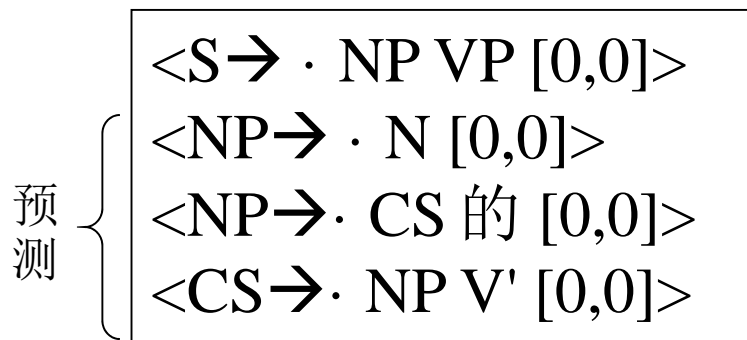 <S→ · NP VP [0,0]>
<NP→ · N [0,0]>
<NP→· CS 的 [0,0]>
<CS→· NP V' [0,0]>
预测